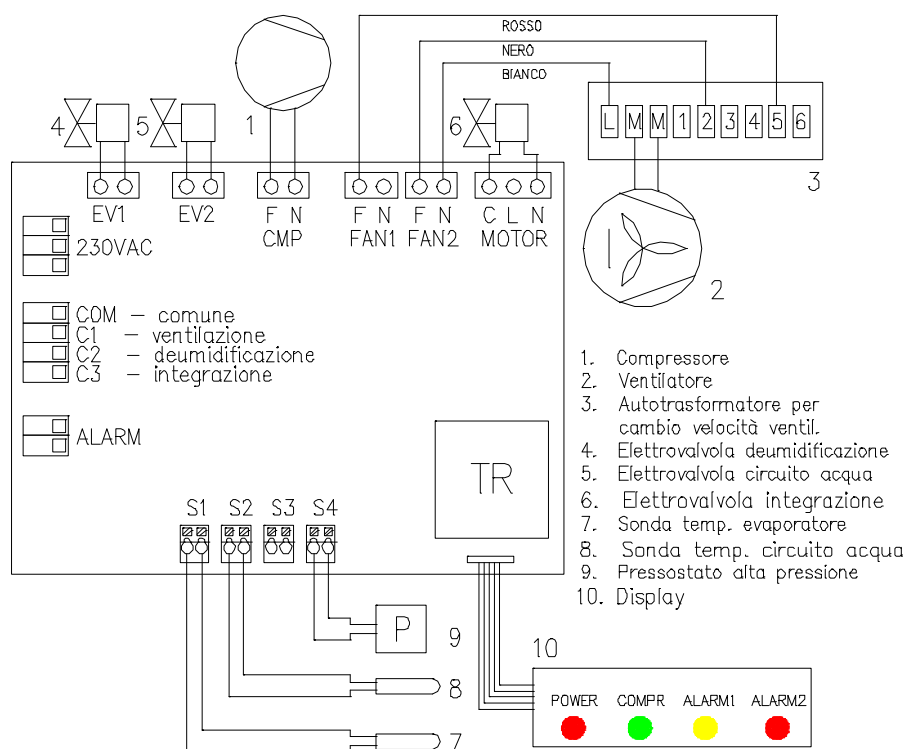 ROSSO
NERO
BIANCO
4
5
1
6
L M M 1 2 3 4 5 6
3
EV1
EV2
F N
CMP
F N
FAN1
F N
FAN2
C L N
MOTOR
230VAC
2
COM – comune
C1 – ventilazione
C2 – deumidificazione
C3 – integrazione
ALARM
TR
1. Compressore
2. Ventilatore
3. Autotrasformatore per
cambio velocità ventil.
4. Elettrovalvola deumidificazione
5. Elettrovalvola circuito acqua
6. Elettrovalvola integrazione
7. Sonda temp. evaporatore
8. Sonda temp. circuito acqua
9. Pressostato alta pressione
10. Display
S1 S2 S3 S4
P
9
8
7
10
POWER COMPR ALARM1 ALARM2